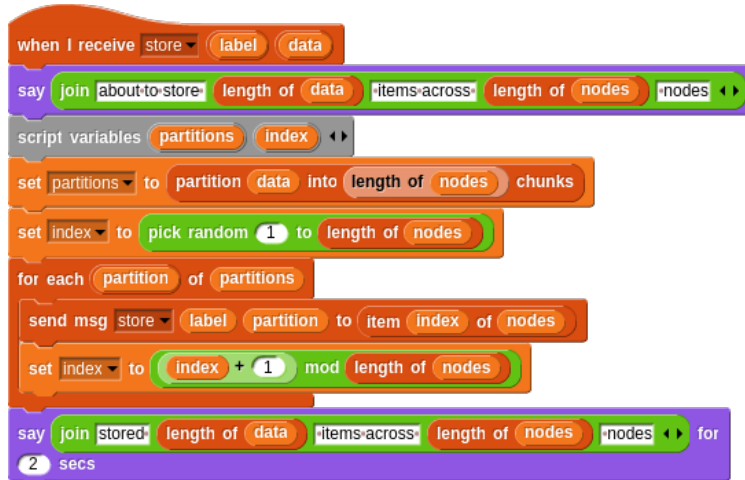 when I receive store label data
say join about to store length of data items across length of nodes nodes
script variables partitions index
set partitions to partition data into length of nodes chunks
set index to pick random 1 to length of nodes
for each partition of partitions
send msg store label partition to item index of nodes
set index to index + 1 mod length of nodes
say join stored length of data items across length of nodes nodes for
2 secs